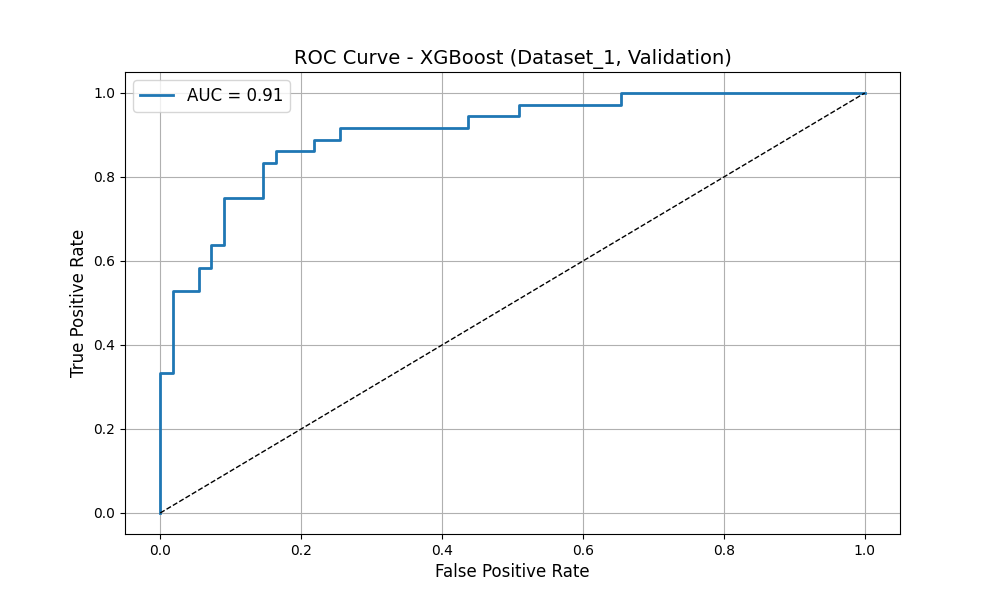 ROC Curve - XGBoost (Dataset_1, Validation)
AUC = 0.91
True Positive Rate
1.0
0.8
0.6
0.4
0.2
0.0
0.0 0.2 0.4 0.6 0.8 1.0
False Positive Rate